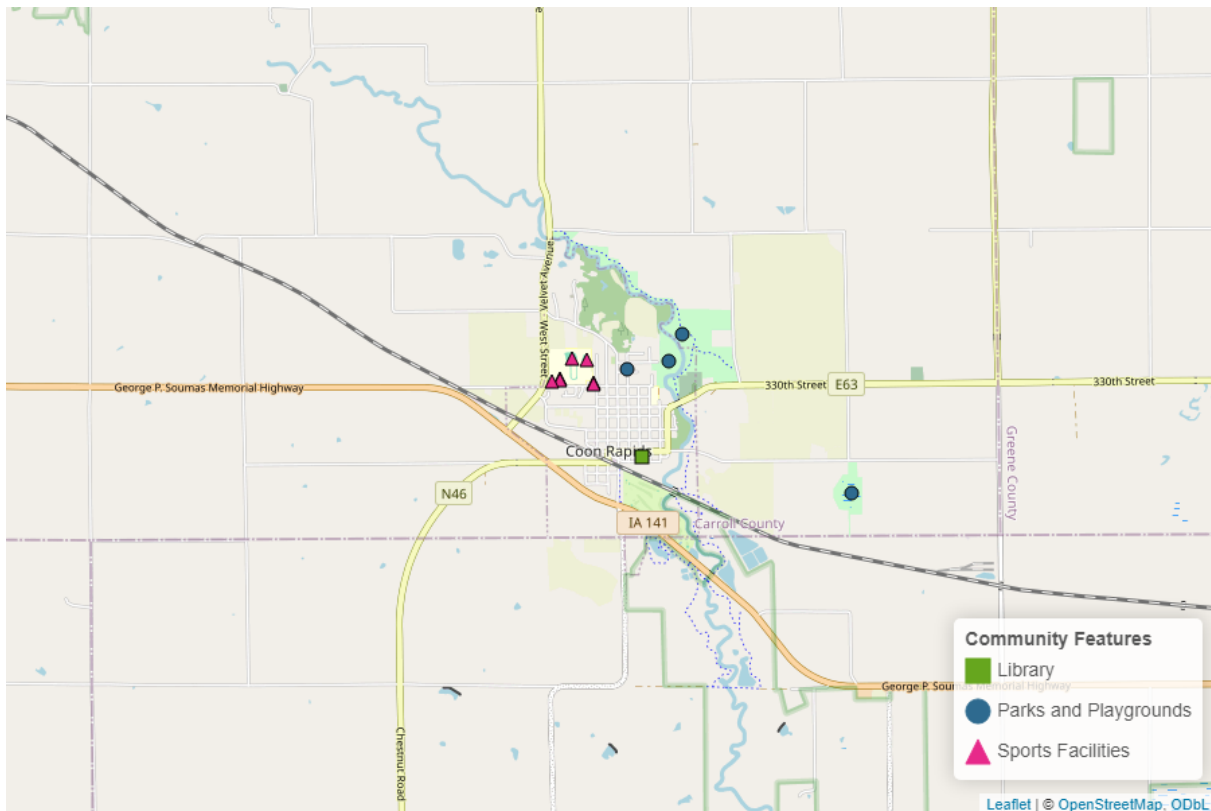 Velvet Avenue
West Street
George P. Soumas Memorial Highway
330th Street
E63
330th Street
Coon Rapids
N46
IA 141
Carroll County
Greene County
Chestnut Road
George P. Soumas Memorial Highway
Community Features
Library
Parks and Playgrounds
Sports Facilities
Leaflet | © OpenStreetMap, ODbL